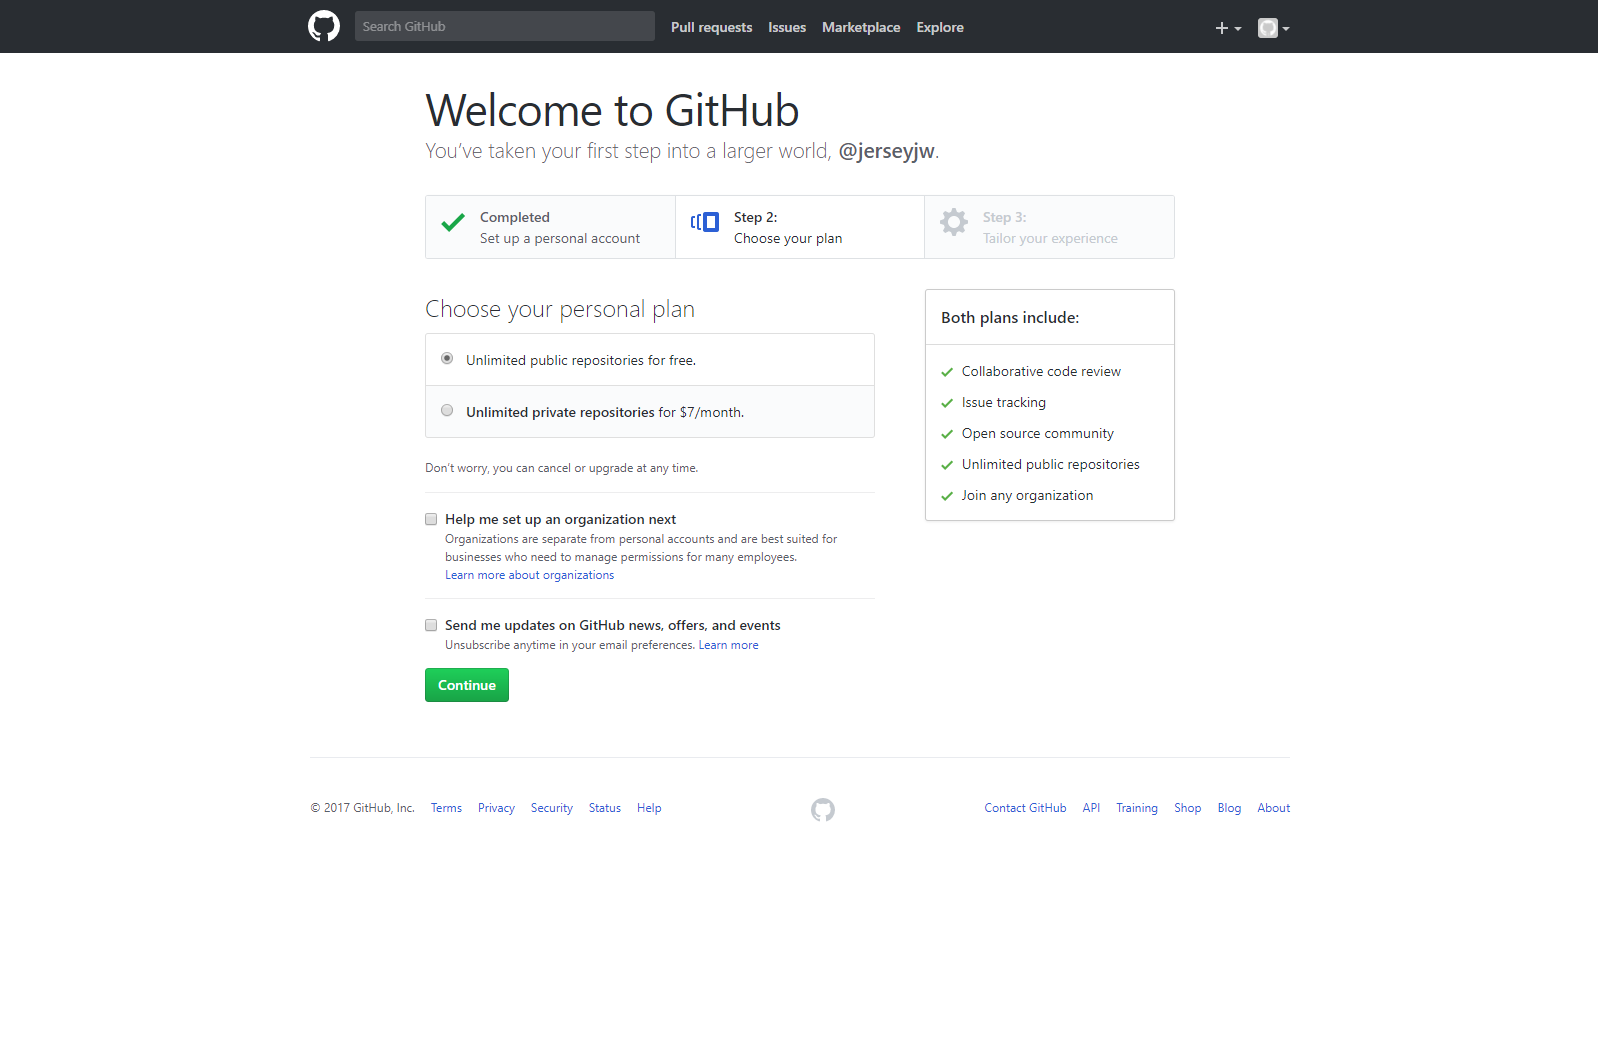 Search GitHub Pull requests Issues Marketplace Explore
Welcome to GitHub
You've taken your first step into a larger world, @jerseyjw.
Completed
Set up a personal account
Step 2:
Choose your plan
Step 3:
Tailor your experience
Choose your personal plan
Unlimited public repositories for free.
Unlimited private repositories for $7/month.
Don't worry, you can cancel or upgrade at any time.
Help me set up an organization next
Organizations are separate from personal accounts and are best suited for
businesses who need to manage permissions for many employees.
Learn more about organizations
Send me updates on GitHub news, offers, and events
Unsubscribe anytime in your email preferences. Learn more
Continue
Both plans include:
Collaborative code review
Issue tracking
Open source community
Unlimited public repositories
Join any organization
© 2017 GitHub, Inc. Terms Privacy Security Status Help Contact GitHub API Training Shop Blog About